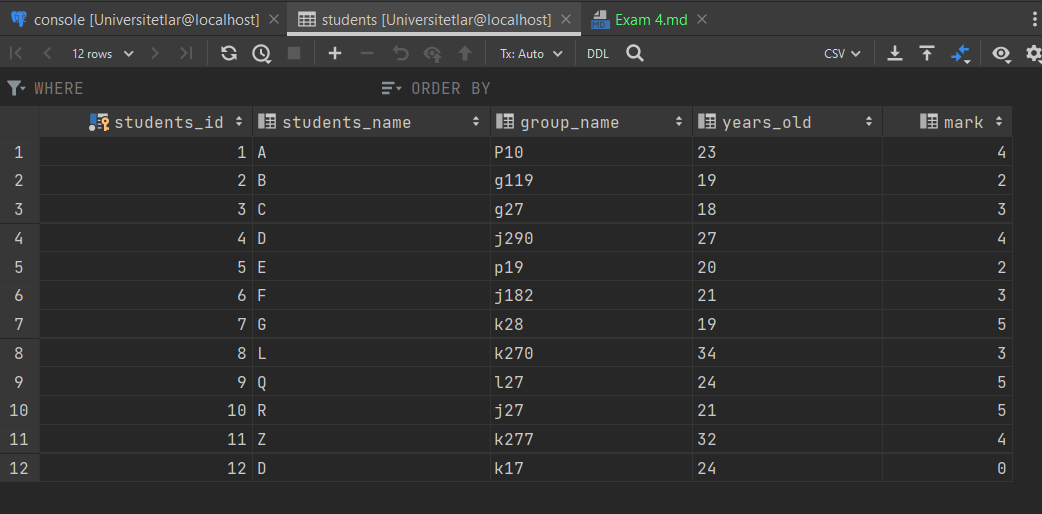 console [Universitetlar@localhost] students [Universitetlar@localhost] Exam 4.md
12 rows Tx: Auto DDL CSV
WHERE ORDER BY
students_id students_name group_name years_old mark
1 1 A P10 23 4
2 2 B g119 19 2
3 3 C g27 18 3
4 4 D j290 27 4
5 5 E p19 20 2
6 6 F j182 21 3
7 7 G k28 19 5
8 8 L k270 34 3
9 9 Q l27 24 5
10 10 R j27 21 5
11 11 Z k277 32 4
12 12 D k17 24 0